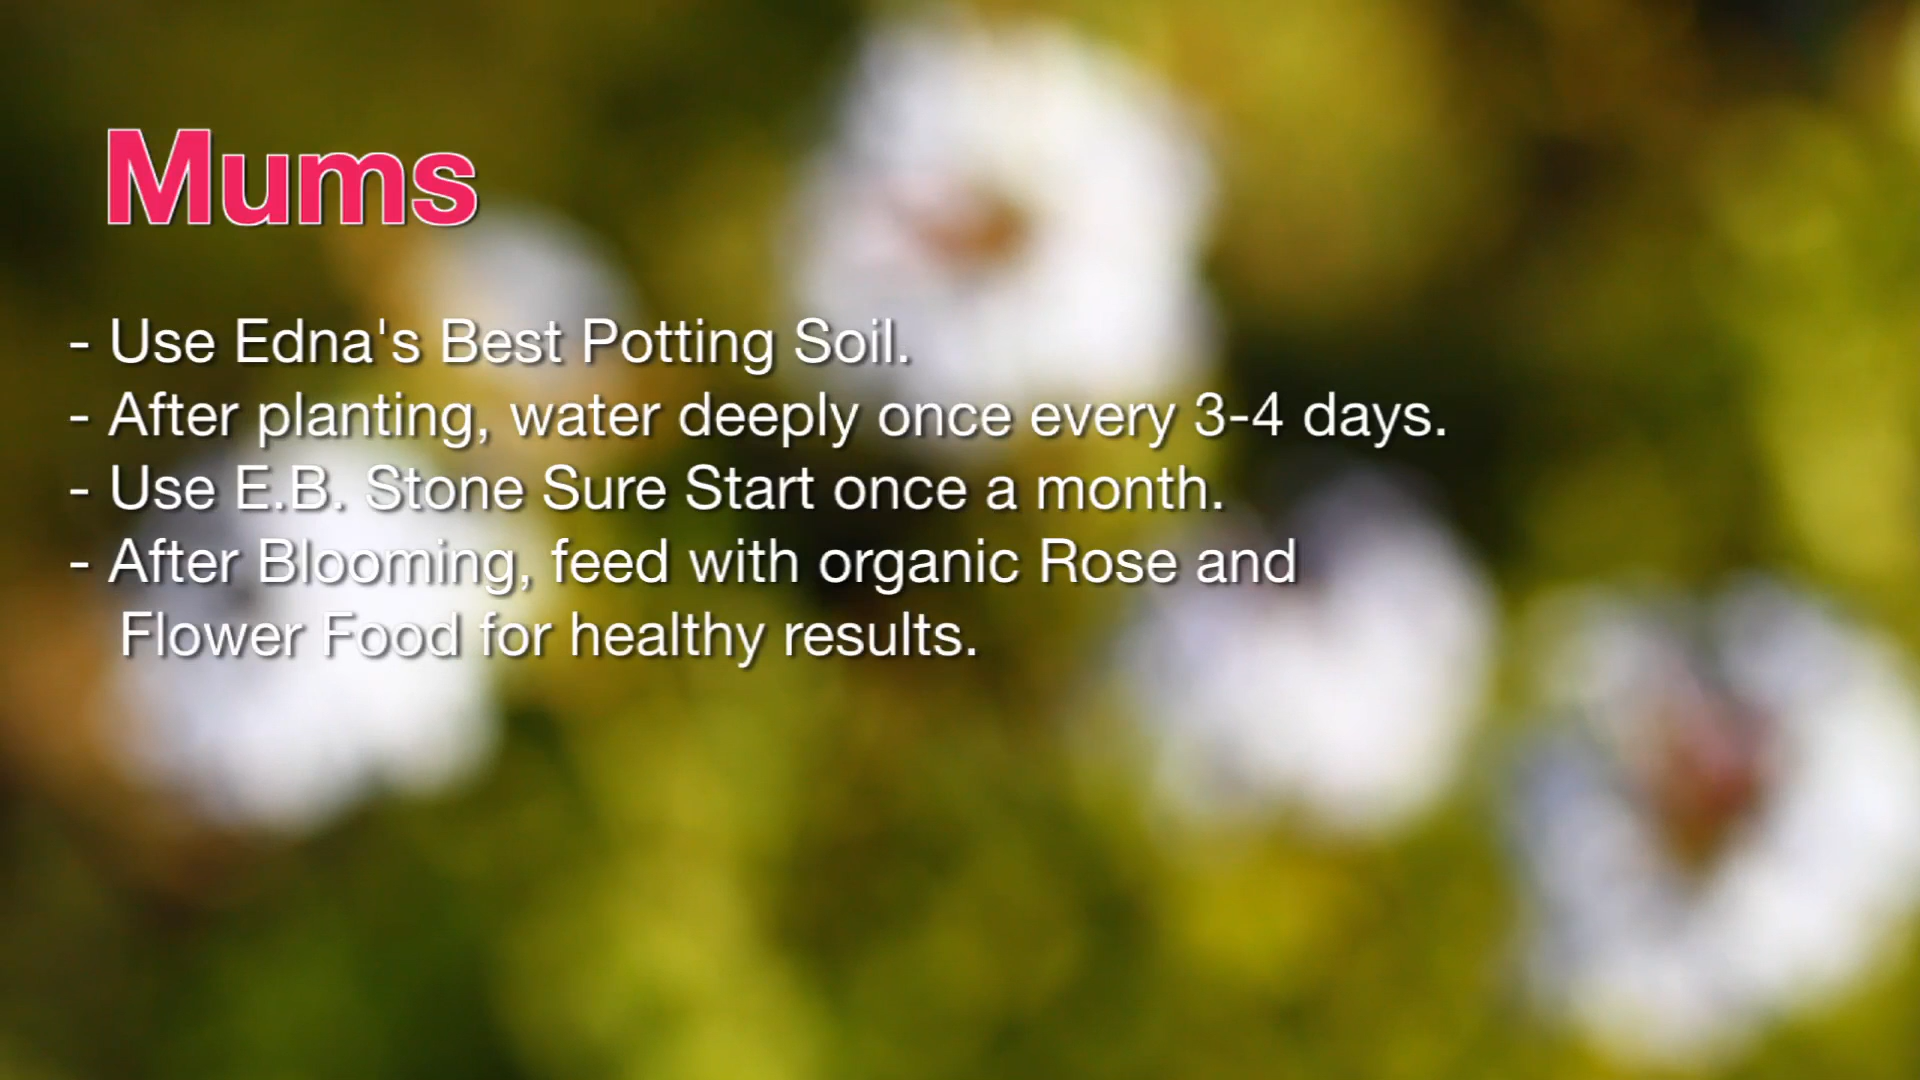 Mums
- Use Edna's Best Potting Soil.
- After planting, water deeply once every 3-4 days.
- Use E.B. Stone Sure Start once a month.
- After Blooming, feed with organic Rose and
Flower Food for healthy results.